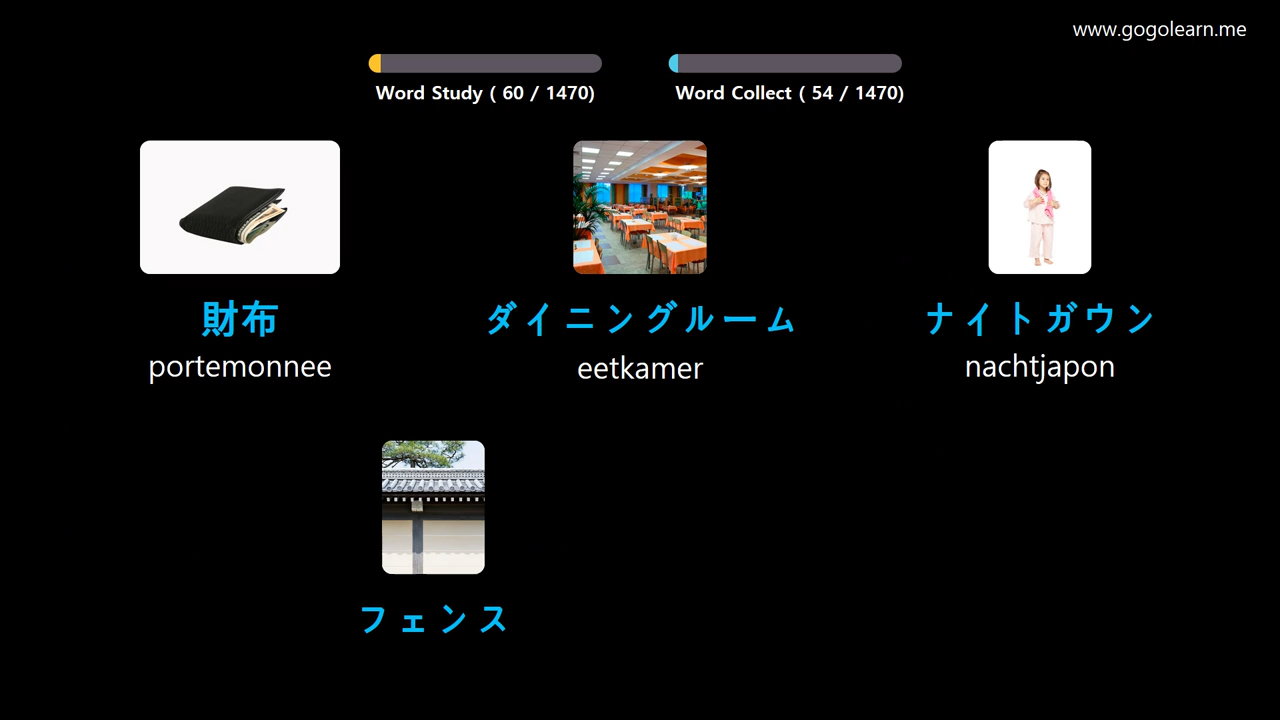 www.gogolearn.me
Word Study ( 60 / 1470)
Word Collect ( 54 / 1470)
財布
portemonnee
ダイニングルーム
eetkamer
ナイトガウン
nachtjapon
フェンス